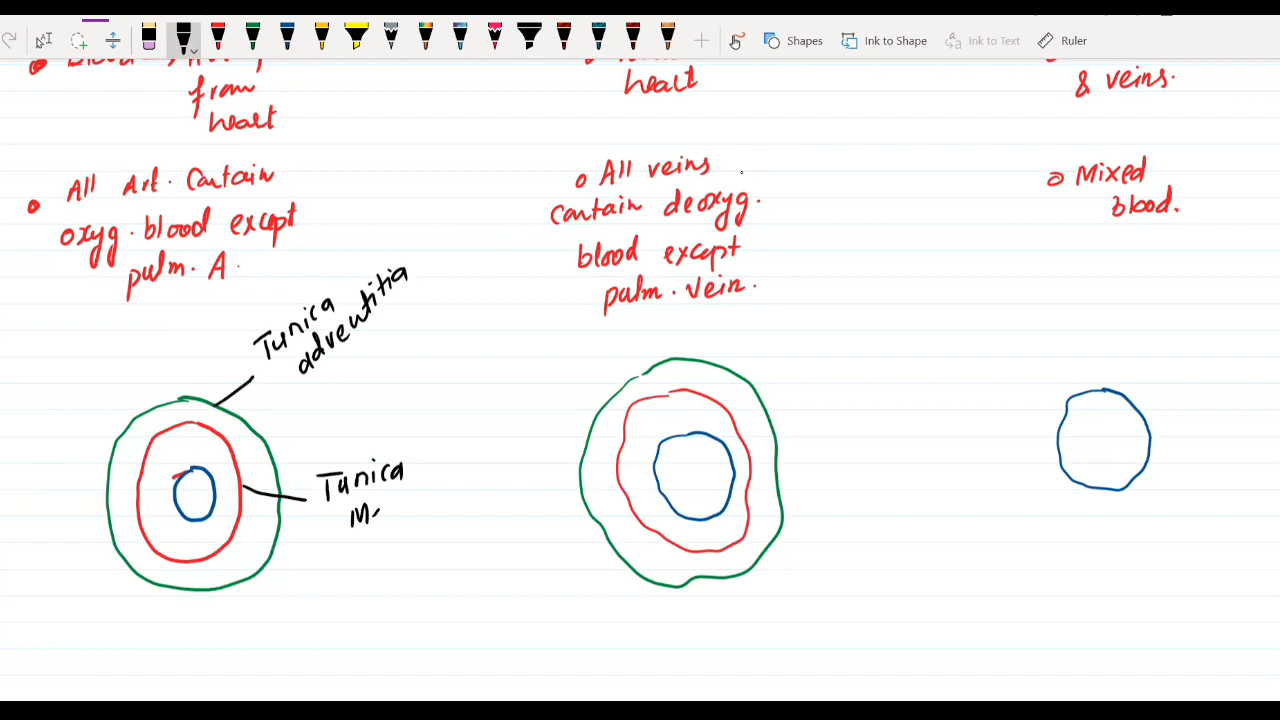 Shapes
Ink to Shape
Ink to Text
Ruler
from
heart
All Art. Contain
oxyg. blood except
pulm. A.
heart
o All veins
contain deoxyg.
blood except
pulm. vein.
& veins.
Mixed
blood.
Tunica
adventitia
Tunica
M